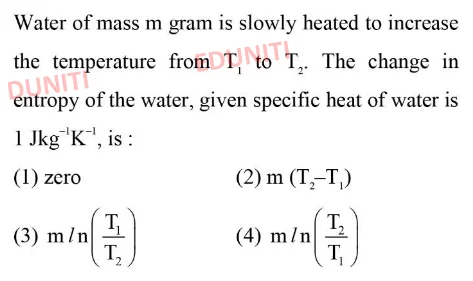 Water of mass m gram is slowly heated to increase
the temperature from T₁ to T₂. The change in
entropy of the water, given specific heat of water is
1 Jkg⁻¹K⁻¹, is :
(1) zero (2) m (T₂–T₁)
(3) m ln(T₁/T₂) (4) m ln(T₂/T₁)
EDUNITI
DUNITI